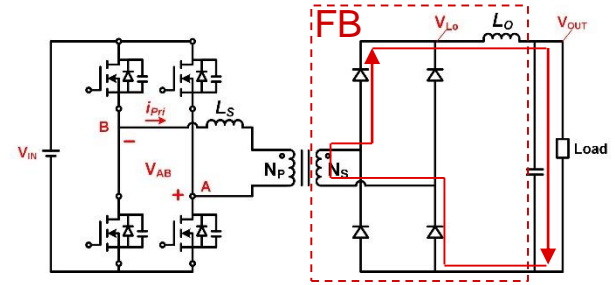 FB
V_Lo
L_O
V_OUT
i_Pri
L_S
B
−
V_IN
V_AB
N_P
N_S
Load
+
A